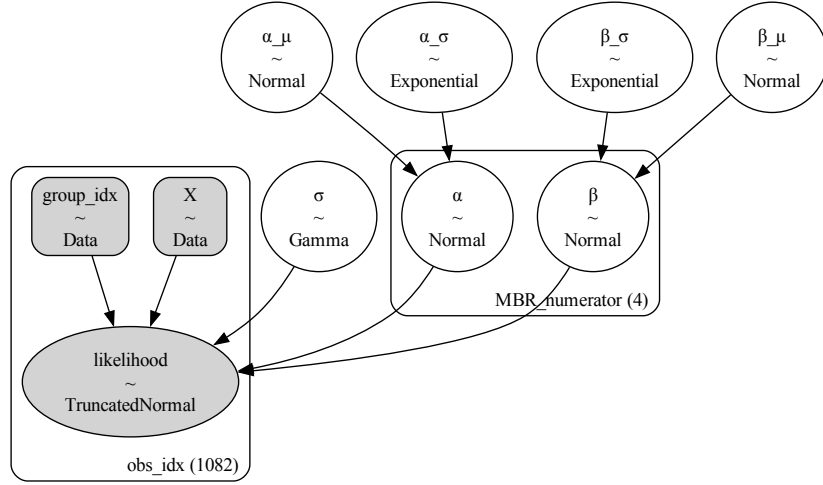 α_μ
~
Normal
α_σ
~
Exponential
β_σ
~
Exponential
β_μ
~
Normal
group_idx
~
Data
X
~
Data
σ
~
Gamma
α
~
Normal
β
~
Normal
MBR_numerator (4)
likelihood
~
TruncatedNormal
obs_idx (1082)